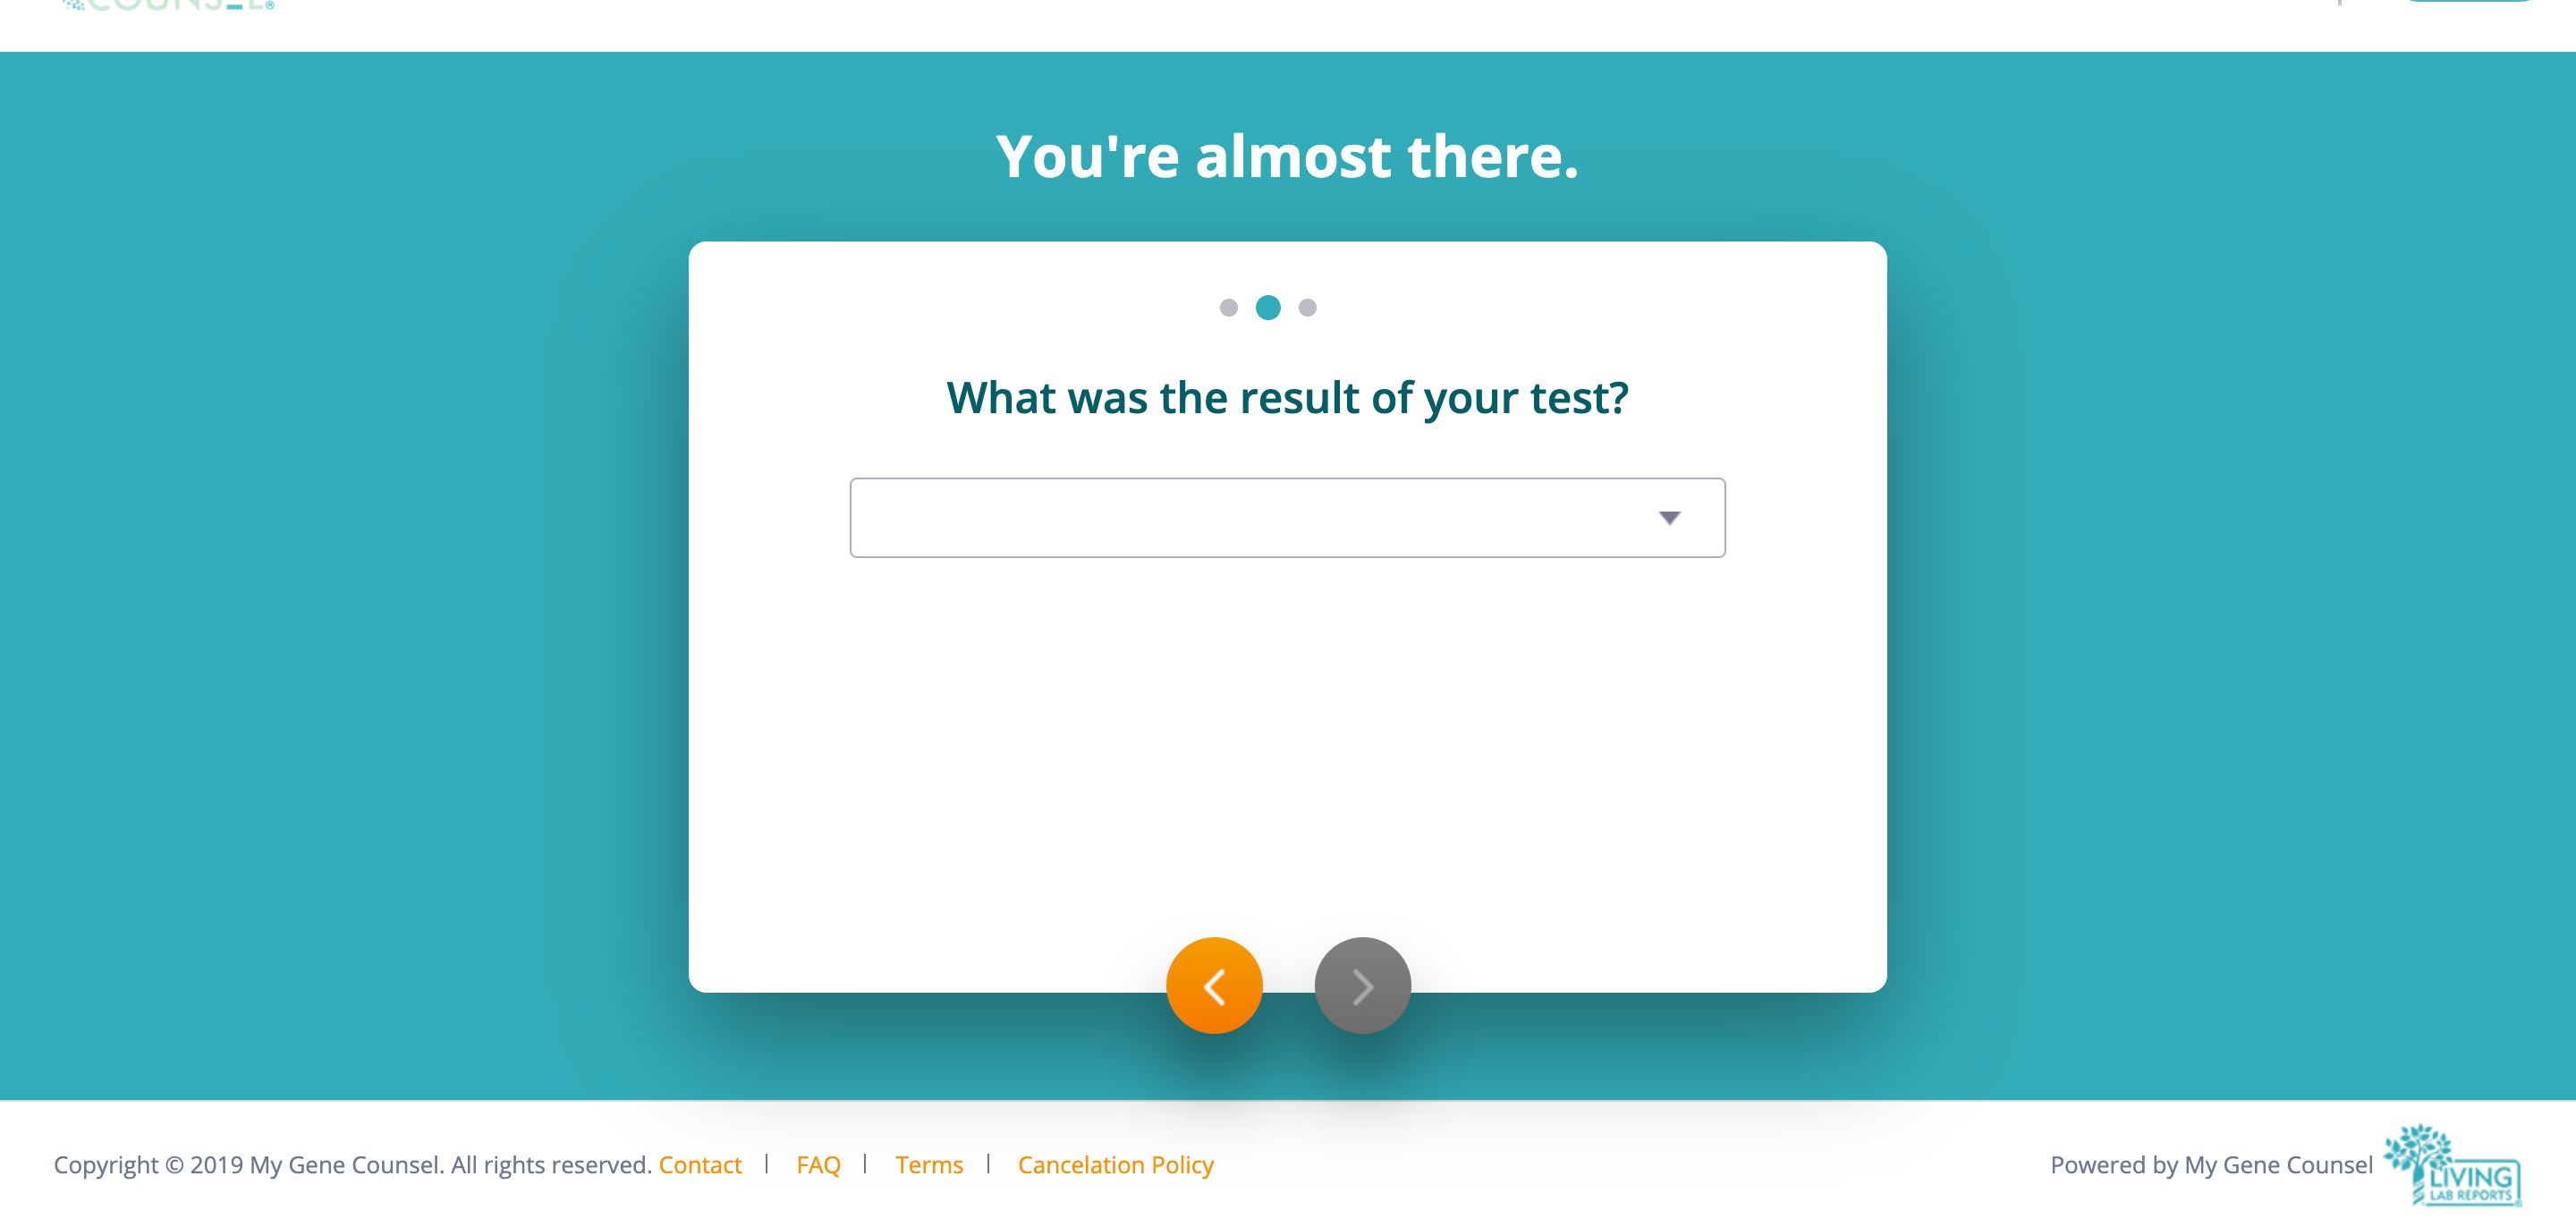 COUNSEL®
You're almost there.
What was the result of your test?
Copyright © 2019 My Gene Counsel. All rights reserved. Contact | FAQ | Terms | Cancelation Policy
Powered by My Gene Counsel
LIVING
LAB REPORTS